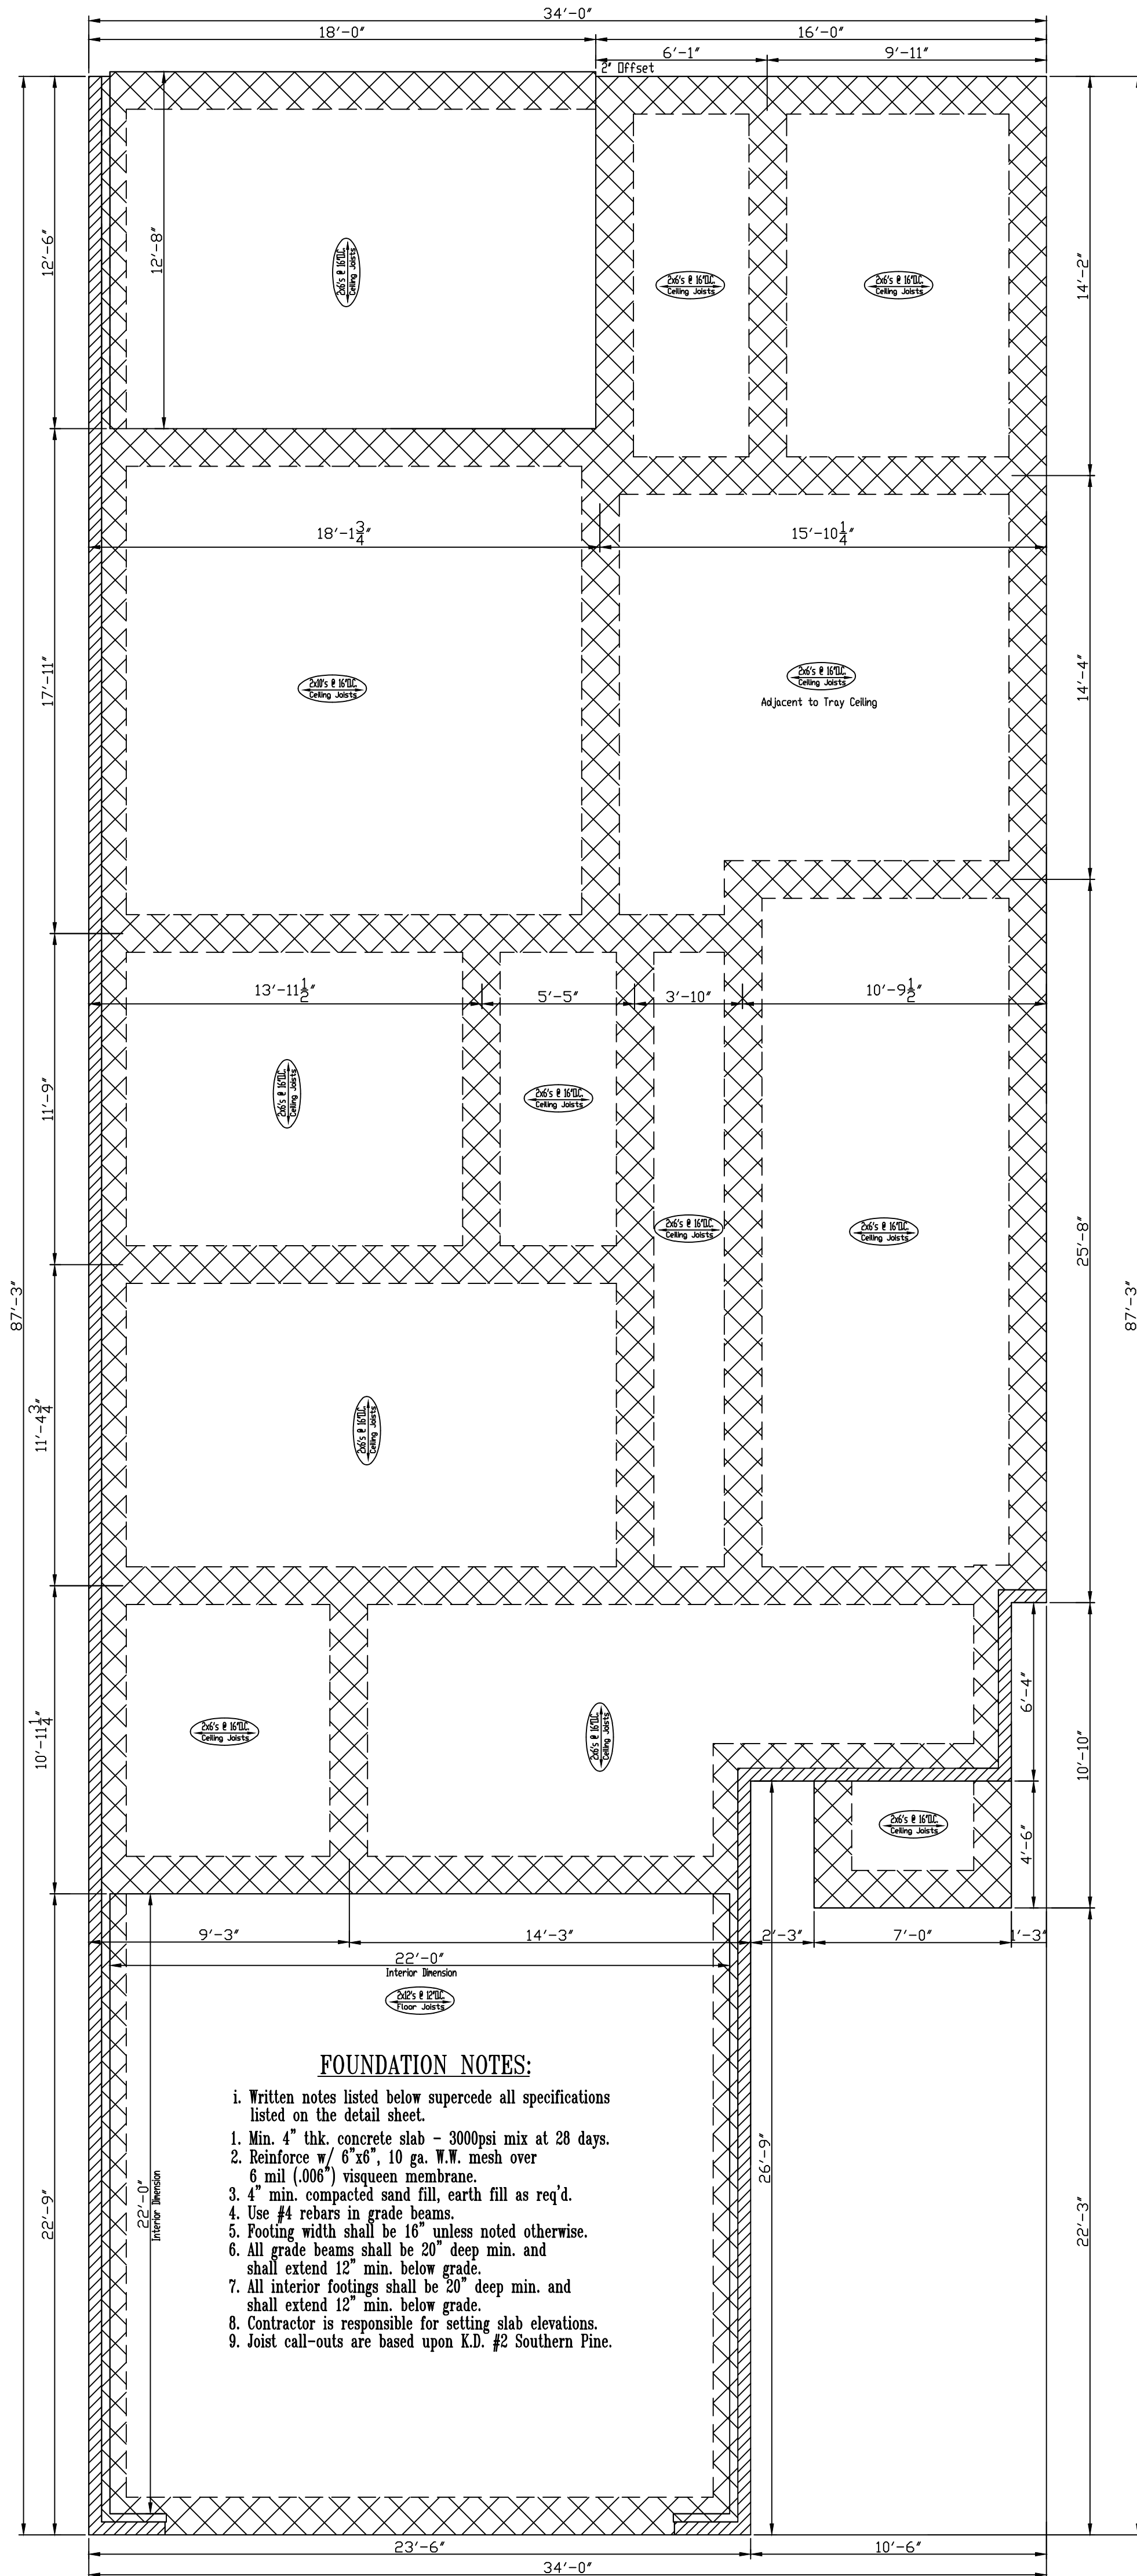 34'-0"
18'-0"
16'-0"
6'-1"
9'-11"
2" Offset
12'-6"
12'-8"
2x6's @ 16"O.C.
Ceiling Joists
2x6's @ 16"O.C.
Ceiling Joists
2x6's @ 16"O.C.
Ceiling Joists
14'-2"
18'-1 3/4"
15'-10 1/4"
17'-11"
2x10's @ 16"O.C.
Ceiling Joists
2x6's @ 16"O.C.
Ceiling Joists
Adjacent to Tray Ceiling
14'-4"
13'-11 1/2"
5'-5"
3'-10"
10'-9 1/2"
11'-9"
2x6's @ 16"O.C.
Ceiling Joists
2x6's @ 16"O.C.
Ceiling Joists
2x6's @ 16"O.C.
Ceiling Joists
2x6's @ 16"O.C.
Ceiling Joists
25'-8"
87'-3"
87'-3"
11'-4 3/4"
2x6's @ 16"O.C.
Ceiling Joists
10'-11 1/4"
2x6's @ 16"O.C.
Ceiling Joists
2x6's @ 16"O.C.
Ceiling Joists
6'-4"
10'-10"
2x6's @ 16"O.C.
Ceiling Joists
4'-6"
9'-3"
14'-3"
2'-3"
7'-0"
1'-3"
22'-0"
Interior Dimension
2x12's @ 12"O.C.
Floor Joists
FOUNDATION NOTES:
i. Written notes listed below supercede all specifications
listed on the detail sheet.
1. Min. 4" thk. concrete slab - 3000psi mix at 28 days.
2. Reinforce w/ 6"x6", 10 ga. W.W. mesh over
6 mil (.006") visqueen membrane.
3. 4" min. compacted sand fill, earth fill as req'd.
4. Use #4 rebars in grade beams.
5. Footing width shall be 16" unless noted otherwise.
6. All grade beams shall be 20" deep min. and
shall extend 12" min. below grade.
7. All interior footings shall be 20" deep min. and
shall extend 12" min. below grade.
8. Contractor is responsible for setting slab elevations.
9. Joist call-outs are based upon K.D. #2 Southern Pine.
22'-9"
22'-0"
Interior Dimension
26'-9"
22'-3"
23'-6"
10'-6"
34'-0"